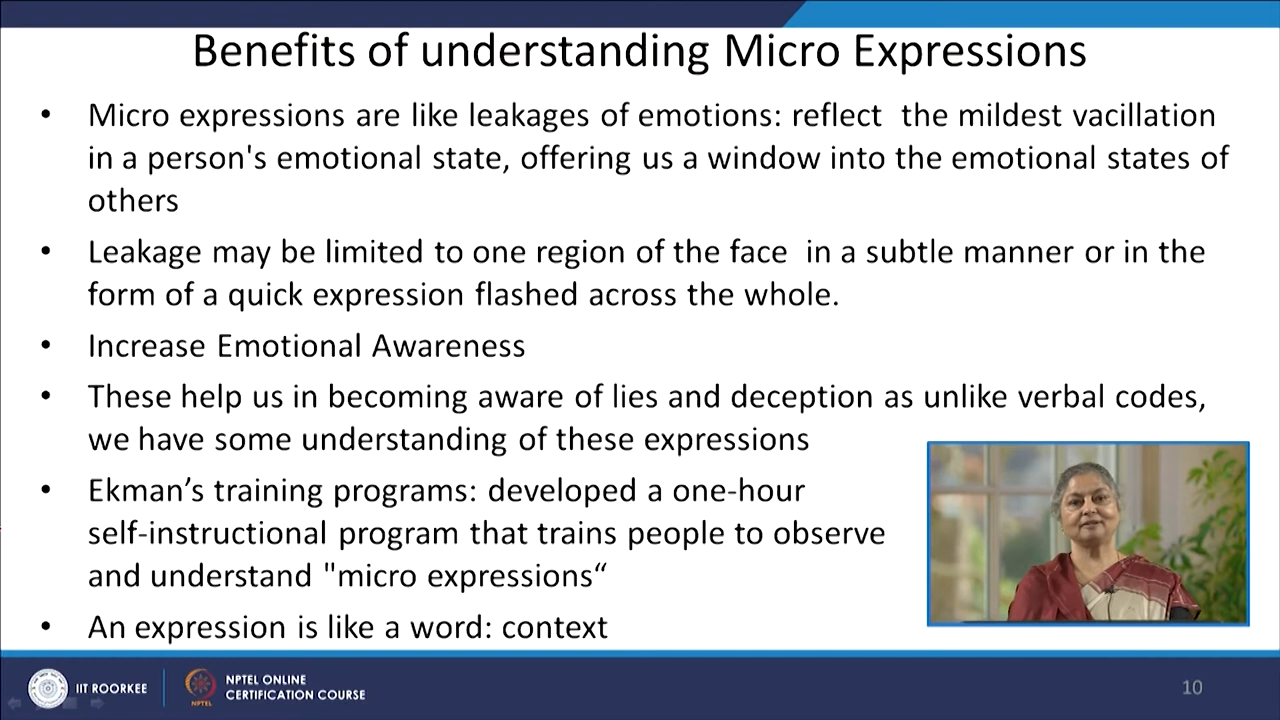 Benefits of understanding Micro Expressions
• Micro expressions are like leakages of emotions: reflect the mildest vacillation
in a person's emotional state, offering us a window into the emotional states of
others
• Leakage may be limited to one region of the face in a subtle manner or in the
form of a quick expression flashed across the whole.
• Increase Emotional Awareness
• These help us in becoming aware of lies and deception as unlike verbal codes,
we have some understanding of these expressions
• Ekman’s training programs: developed a one-hour
self-instructional program that trains people to observe
and understand "micro expressions“
• An expression is like a word: context
IIT ROORKEE
NPTEL
NPTEL ONLINE
CERTIFICATION COURSE
10